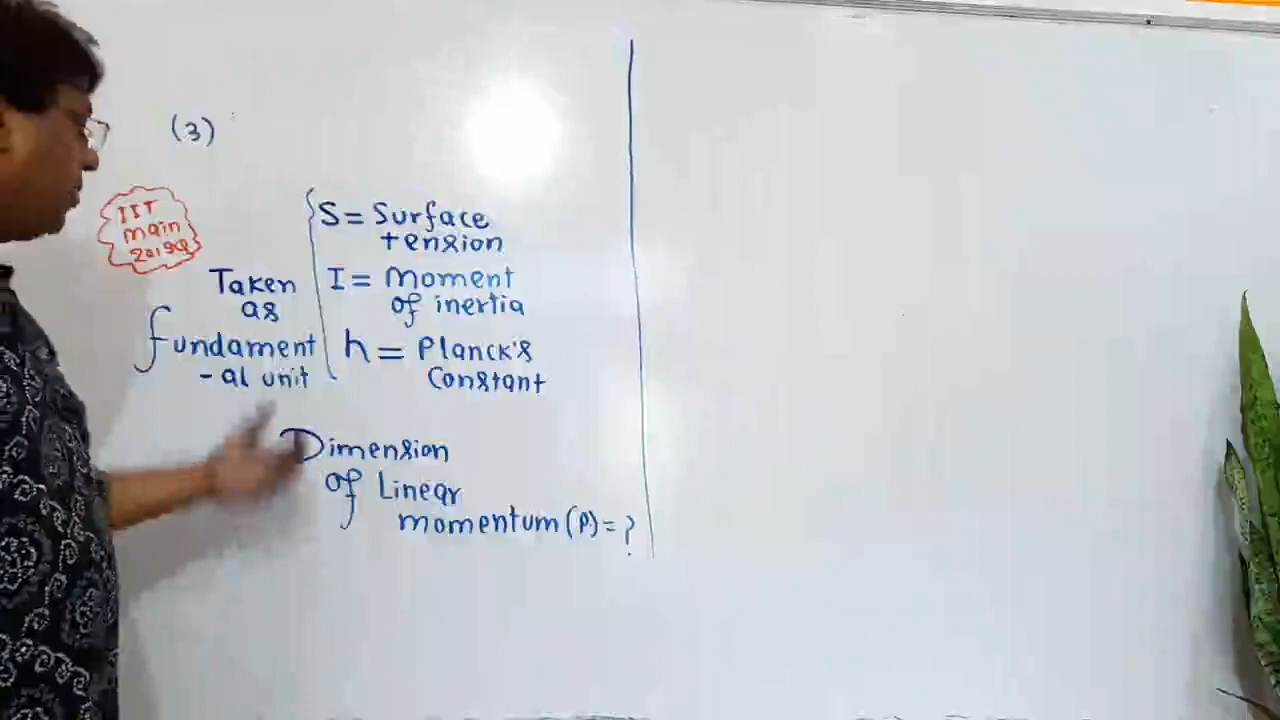 (3)
IIT
main
2019
Taken
as
fundament
-al unit
S = Surface
tension
I = Moment
of inertia
h = Planck's
Constant
Dimension
of Linear
momentum (P) = ?